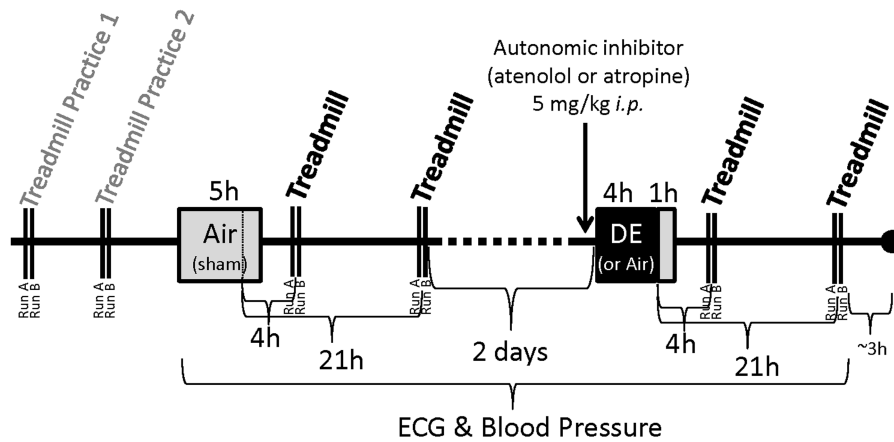 Treadmill Practice 1
Treadmill Practice 2
Autonomic inhibitor
(atenolol or atropine)
5 mg/kg i.p.
Treadmill
Treadmill
Treadmill
Treadmill
5h
4h 1h
Air
(sham)
DE
(or Air)
Run A
Run B
Run A
Run B
Run A
Run B
Run A
Run B
Run A
Run B
Run A
Run B
4h
21h
2 days
4h
21h
~3h
ECG & Blood Pressure